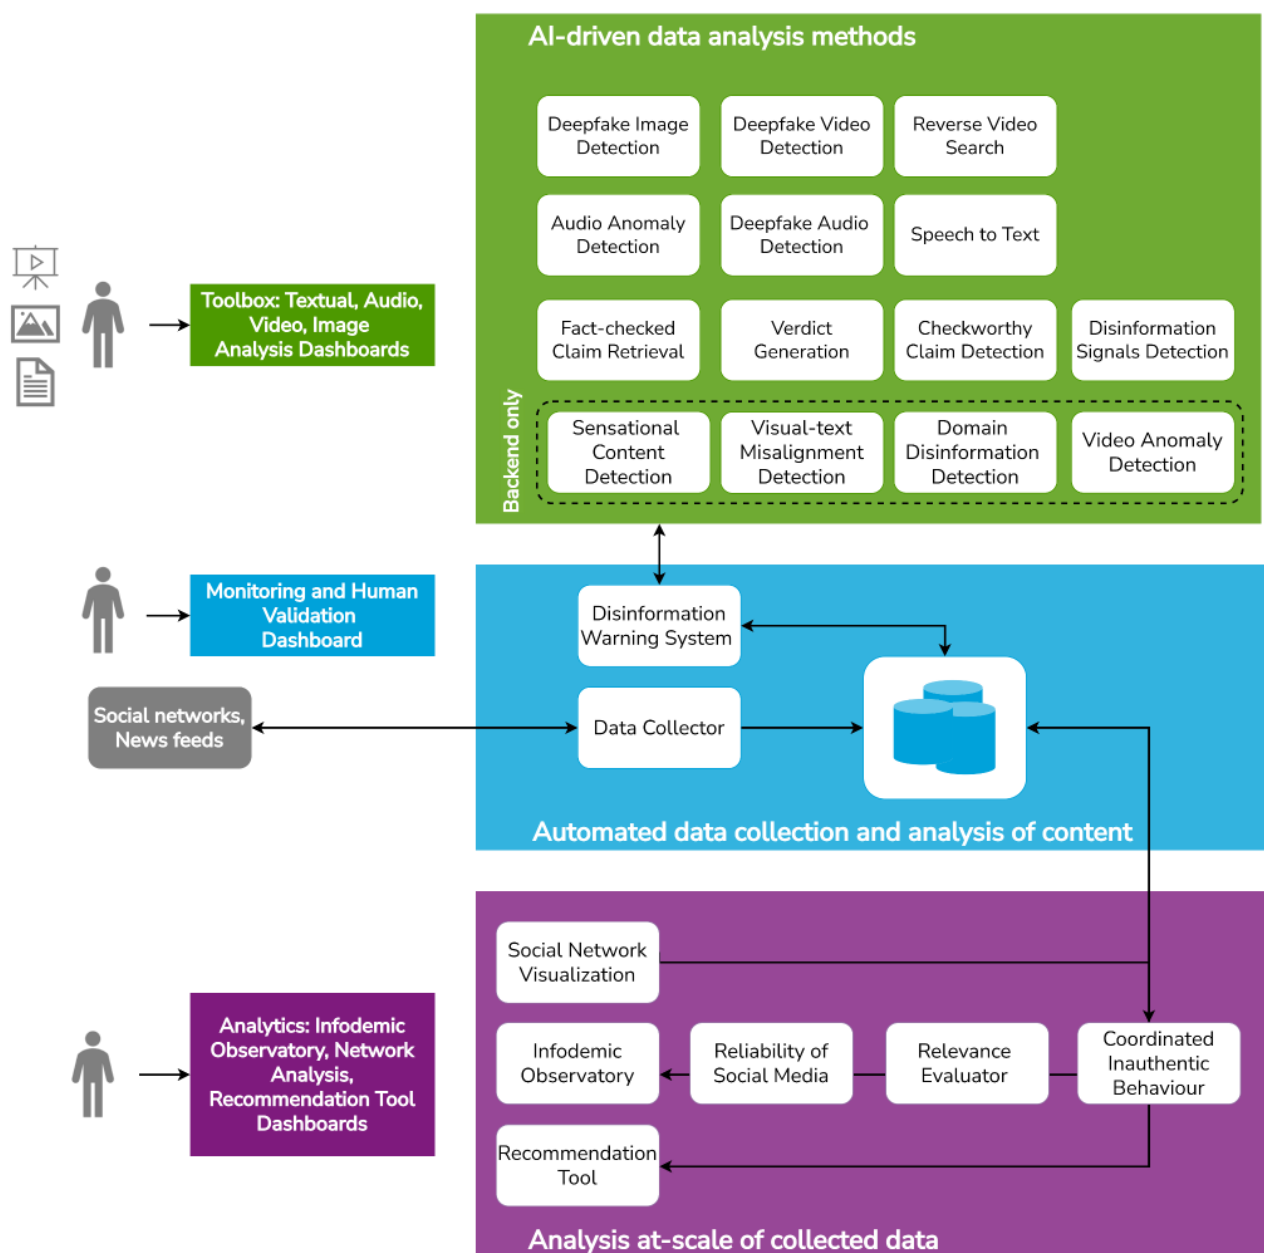 AI-driven data analysis methods
Deepfake Image
Detection
Deepfake Video
Detection
Reverse Video
Search
Audio Anomaly
Detection
Deepfake Audio
Detection
Speech to Text
Toolbox: Textual, Audio,
Video, Image
Analysis Dashboards
Fact-checked
Claim Retrieval
Verdict
Generation
Checkworthy
Claim Detection
Disinformation
Signals Detection
Backend only
Sensational
Content
Detection
Visual-text
Misalignment
Detection
Domain
Disinformation
Detection
Video Anomaly
Detection
Monitoring and Human
Validation
Dashboard
Disinformation
Warning System
Social networks,
News feeds
Data Collector
Automated data collection and analysis of content
Social Network
Visualization
Analytics: Infodemic
Observatory, Network
Analysis,
Recommendation Tool
Dashboards
Infodemic
Observatory
Reliability of
Social Media
Relevance
Evaluator
Coordinated
Inauthentic
Behaviour
Recommendation
Tool
Analysis at-scale of collected data